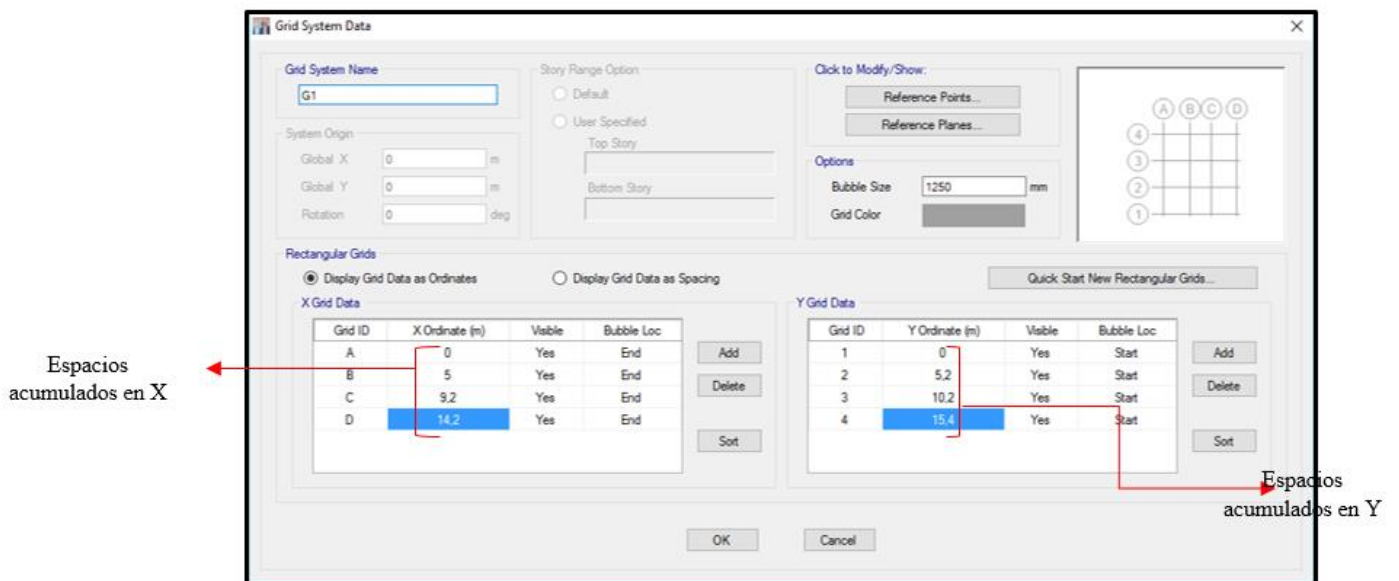 Grid System Data
Grid System Name
G1
System Origin
Global X 0 m
Global Y 0 m
Rotation 0 deg
Story Range Option
Default
User Specified
Top Story
Bottom Story
Click to Modify/Show:
Reference Points...
Reference Planes...
Options
Bubble Size 1250 mm
Grid Color
A B C D
4
3
2
1
Rectangular Grids
Display Grid Data as Ordinates Display Grid Data as Spacing Quick Start New Rectangular Grids...
X Grid Data
Grid ID X Ordinate (m) Visible Bubble Loc
A 0 Yes End
B 5 Yes End
C 9,2 Yes End
D 14,2 Yes End
Add
Delete
Sort
Y Grid Data
Grid ID Y Ordinate (m) Visible Bubble Loc
1 0 Yes Start
2 5,2 Yes Start
3 10,2 Yes Start
4 15,4 Yes Start
Add
Delete
Sort
Espacios
acumulados en X
Espacios
acumulados en Y
OK Cancel